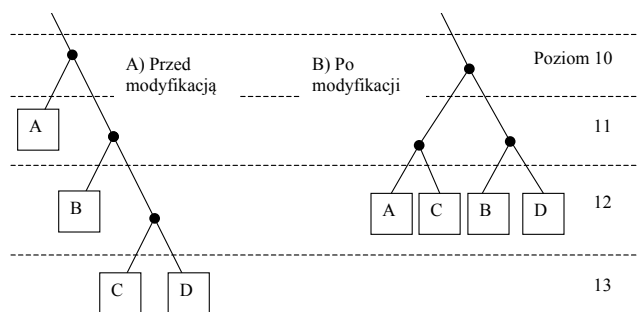 A) Przed
modyfikacją
B) Po
modyfikacji
Poziom 10
A
11
B
A C B D
12
C D
13